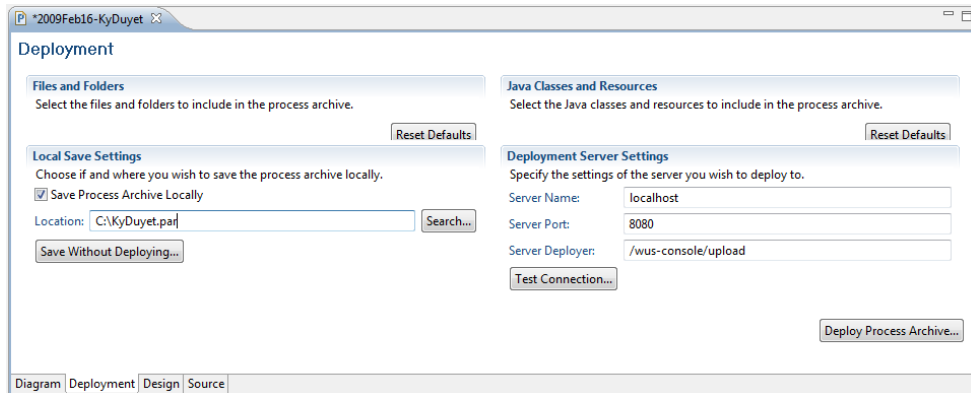 *2009Feb16-KyDuyet
Deployment
Files and Folders
Select the files and folders to include in the process archive.
Reset Defaults
Java Classes and Resources
Select the Java classes and resources to include in the process archive.
Reset Defaults
Local Save Settings
Choose if and where you wish to save the process archive locally.
Save Process Archive Locally
Location: C:\KyDuyet.par Search...
Save Without Deploying...
Deployment Server Settings
Specify the settings of the server you wish to deploy to.
Server Name: localhost
Server Port: 8080
Server Deployer: /wus-console/upload
Test Connection...
Deploy Process Archive...
Diagram Deployment Design Source